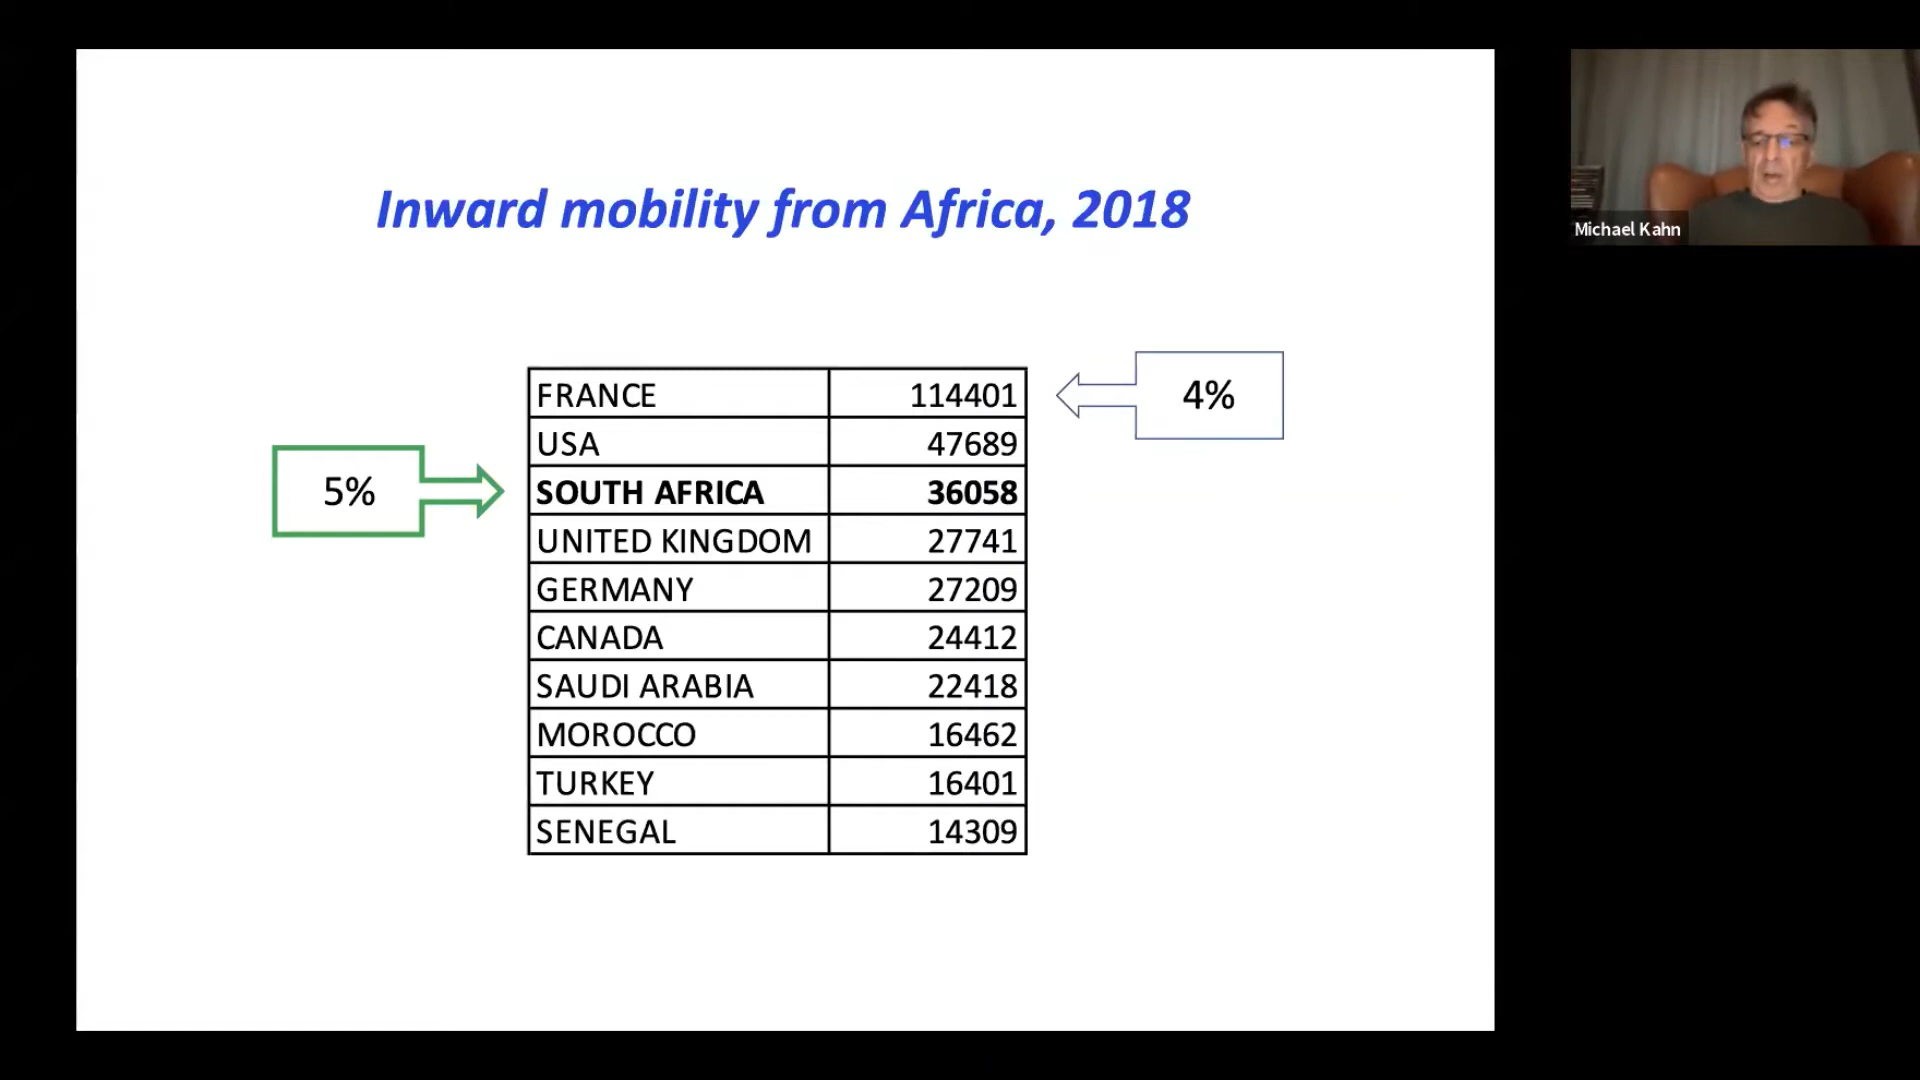 Inward mobility from Africa, 2018
FRANCE 114401
4%
USA 47689
5%
SOUTH AFRICA 36058
UNITED KINGDOM 27741
GERMANY 27209
CANADA 24412
SAUDI ARABIA 22418
MOROCCO 16462
TURKEY 16401
SENEGAL 14309
Michael Kahn